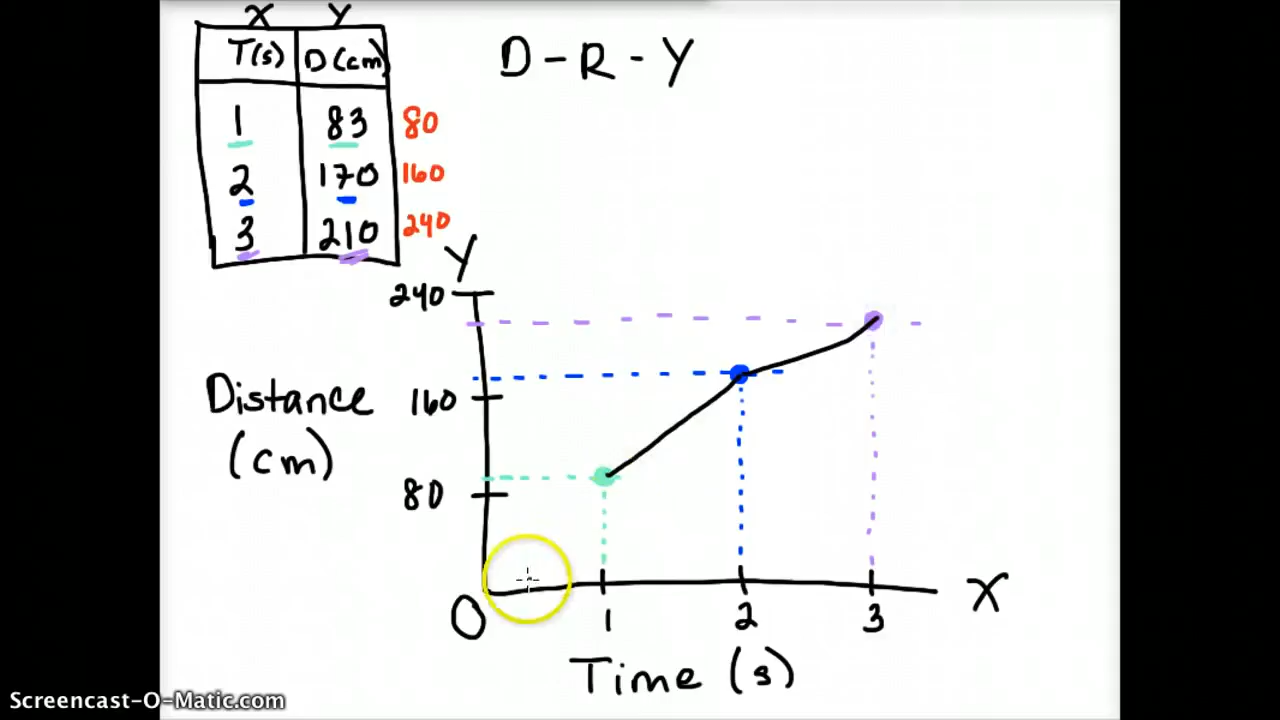 X Y
T(s) D(cm)
1 83 80
2 170 160
3 210 240
D-R-Y
Y
240
160
80
Distance
(cm)
0
1 2 3
X
Time (s)
Screencast-O-Matic.com